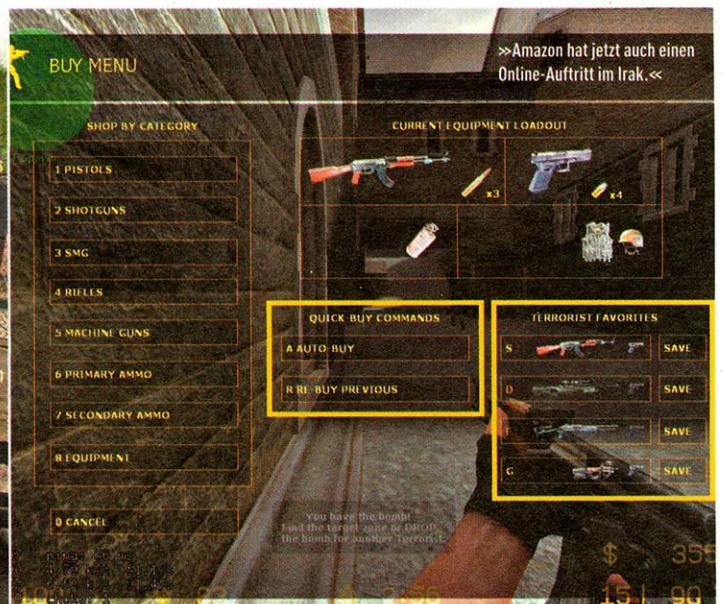 BUY MENU
»Amazon hat jetzt auch einen
Online-Auftritt im Irak.«
SHOP BY CATEGORY
1 PISTOLS
2 SHOTGUNS
3 SMG
4 RIFLES
5 MACHINE GUNS
6 PRIMARY AMMO
7 SECONDARY AMMO
8 EQUIPMENT
0 CANCEL
CURRENT EQUIPMENT LOADOUT
x3
x4
QUICK-BUY COMMANDS
A AUTO-BUY
R RE-BUY PREVIOUS
TERRORIST FAVORITES
S SAVE
D SAVE
SAVE
G SAVE
You have the bomb!
Find the target zone or DROP
the bomb for another Terrorist.
$ 355
90